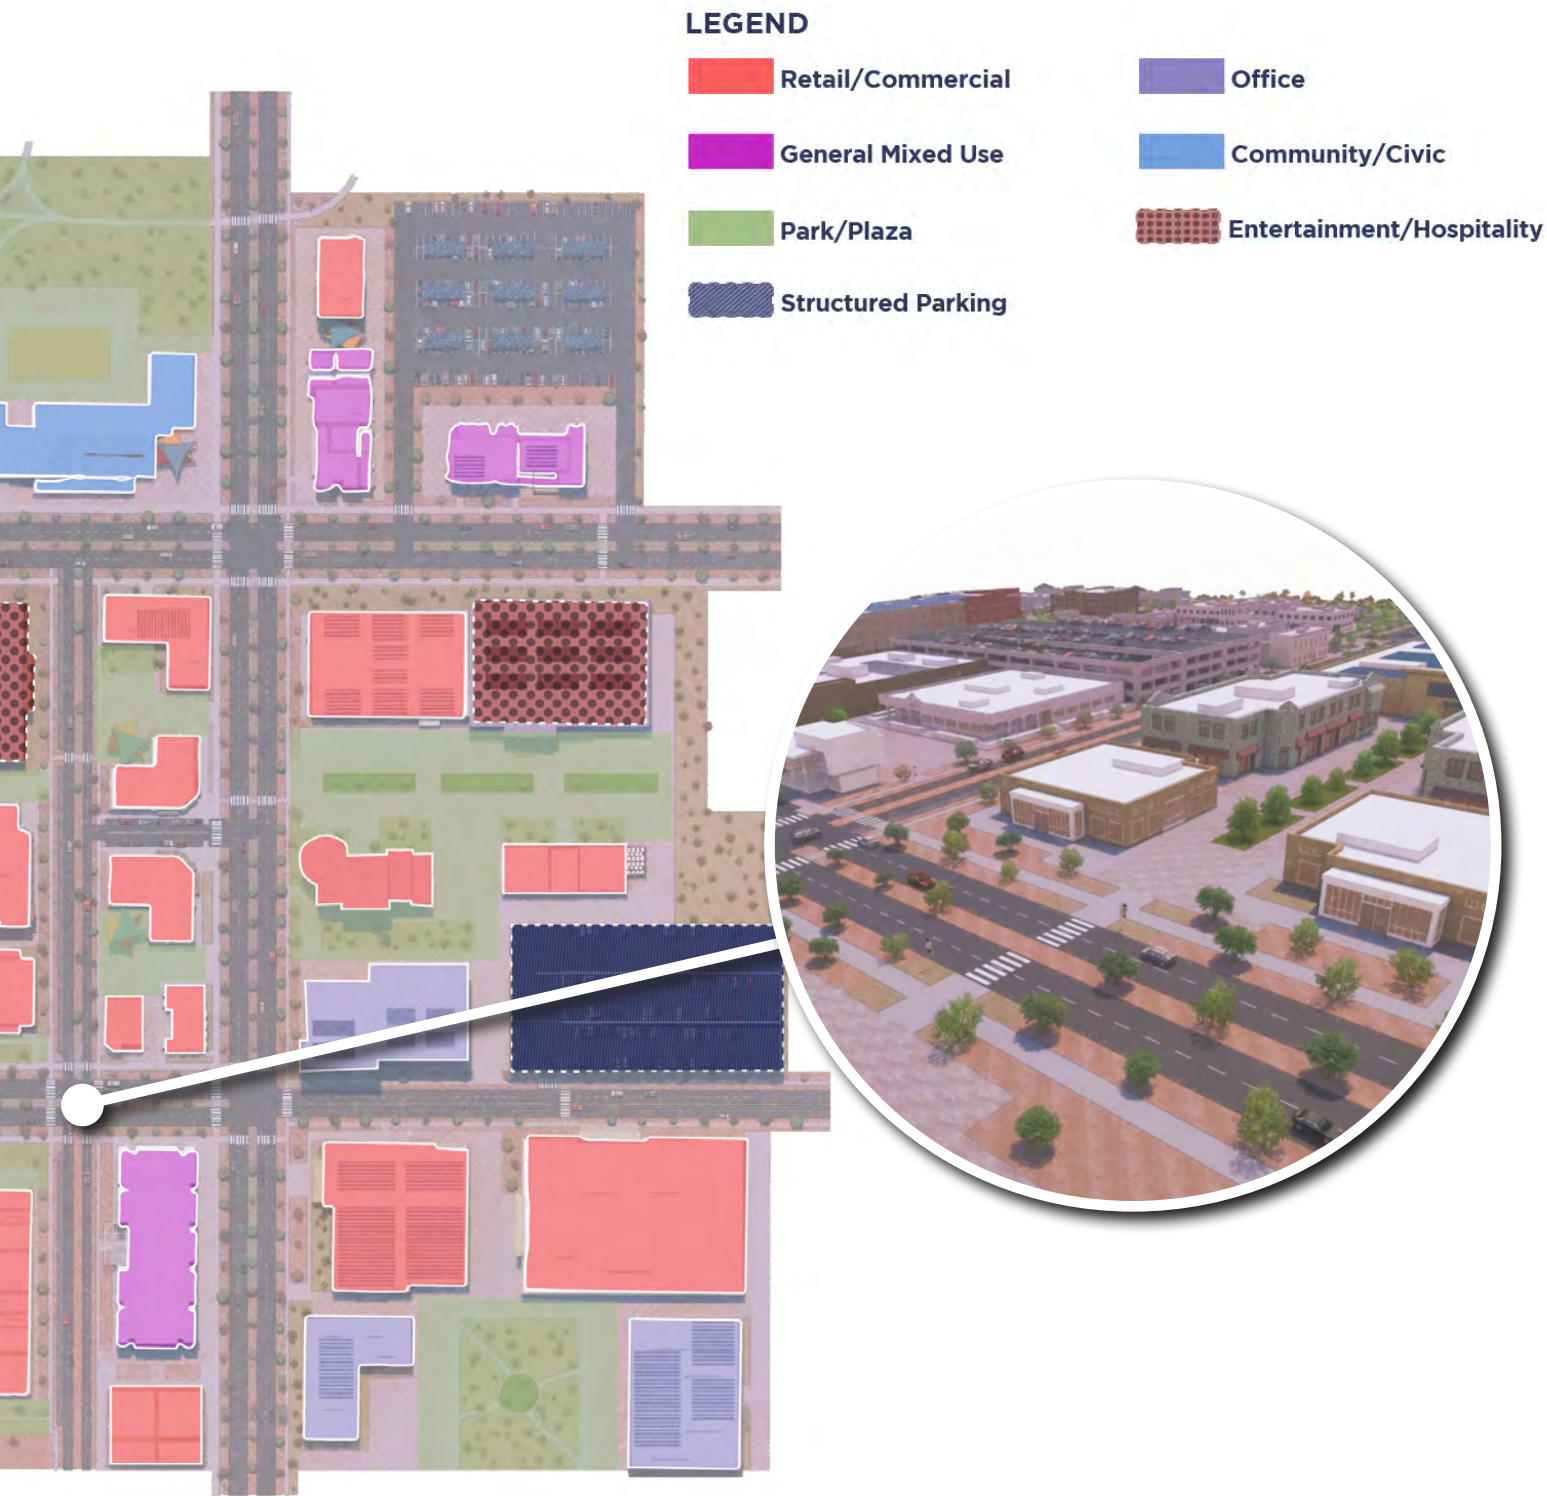 LEGEND
Retail/Commercial
Office
General Mixed Use
Community/Civic
Park/Plaza
Entertainment/Hospitality
Structured Parking